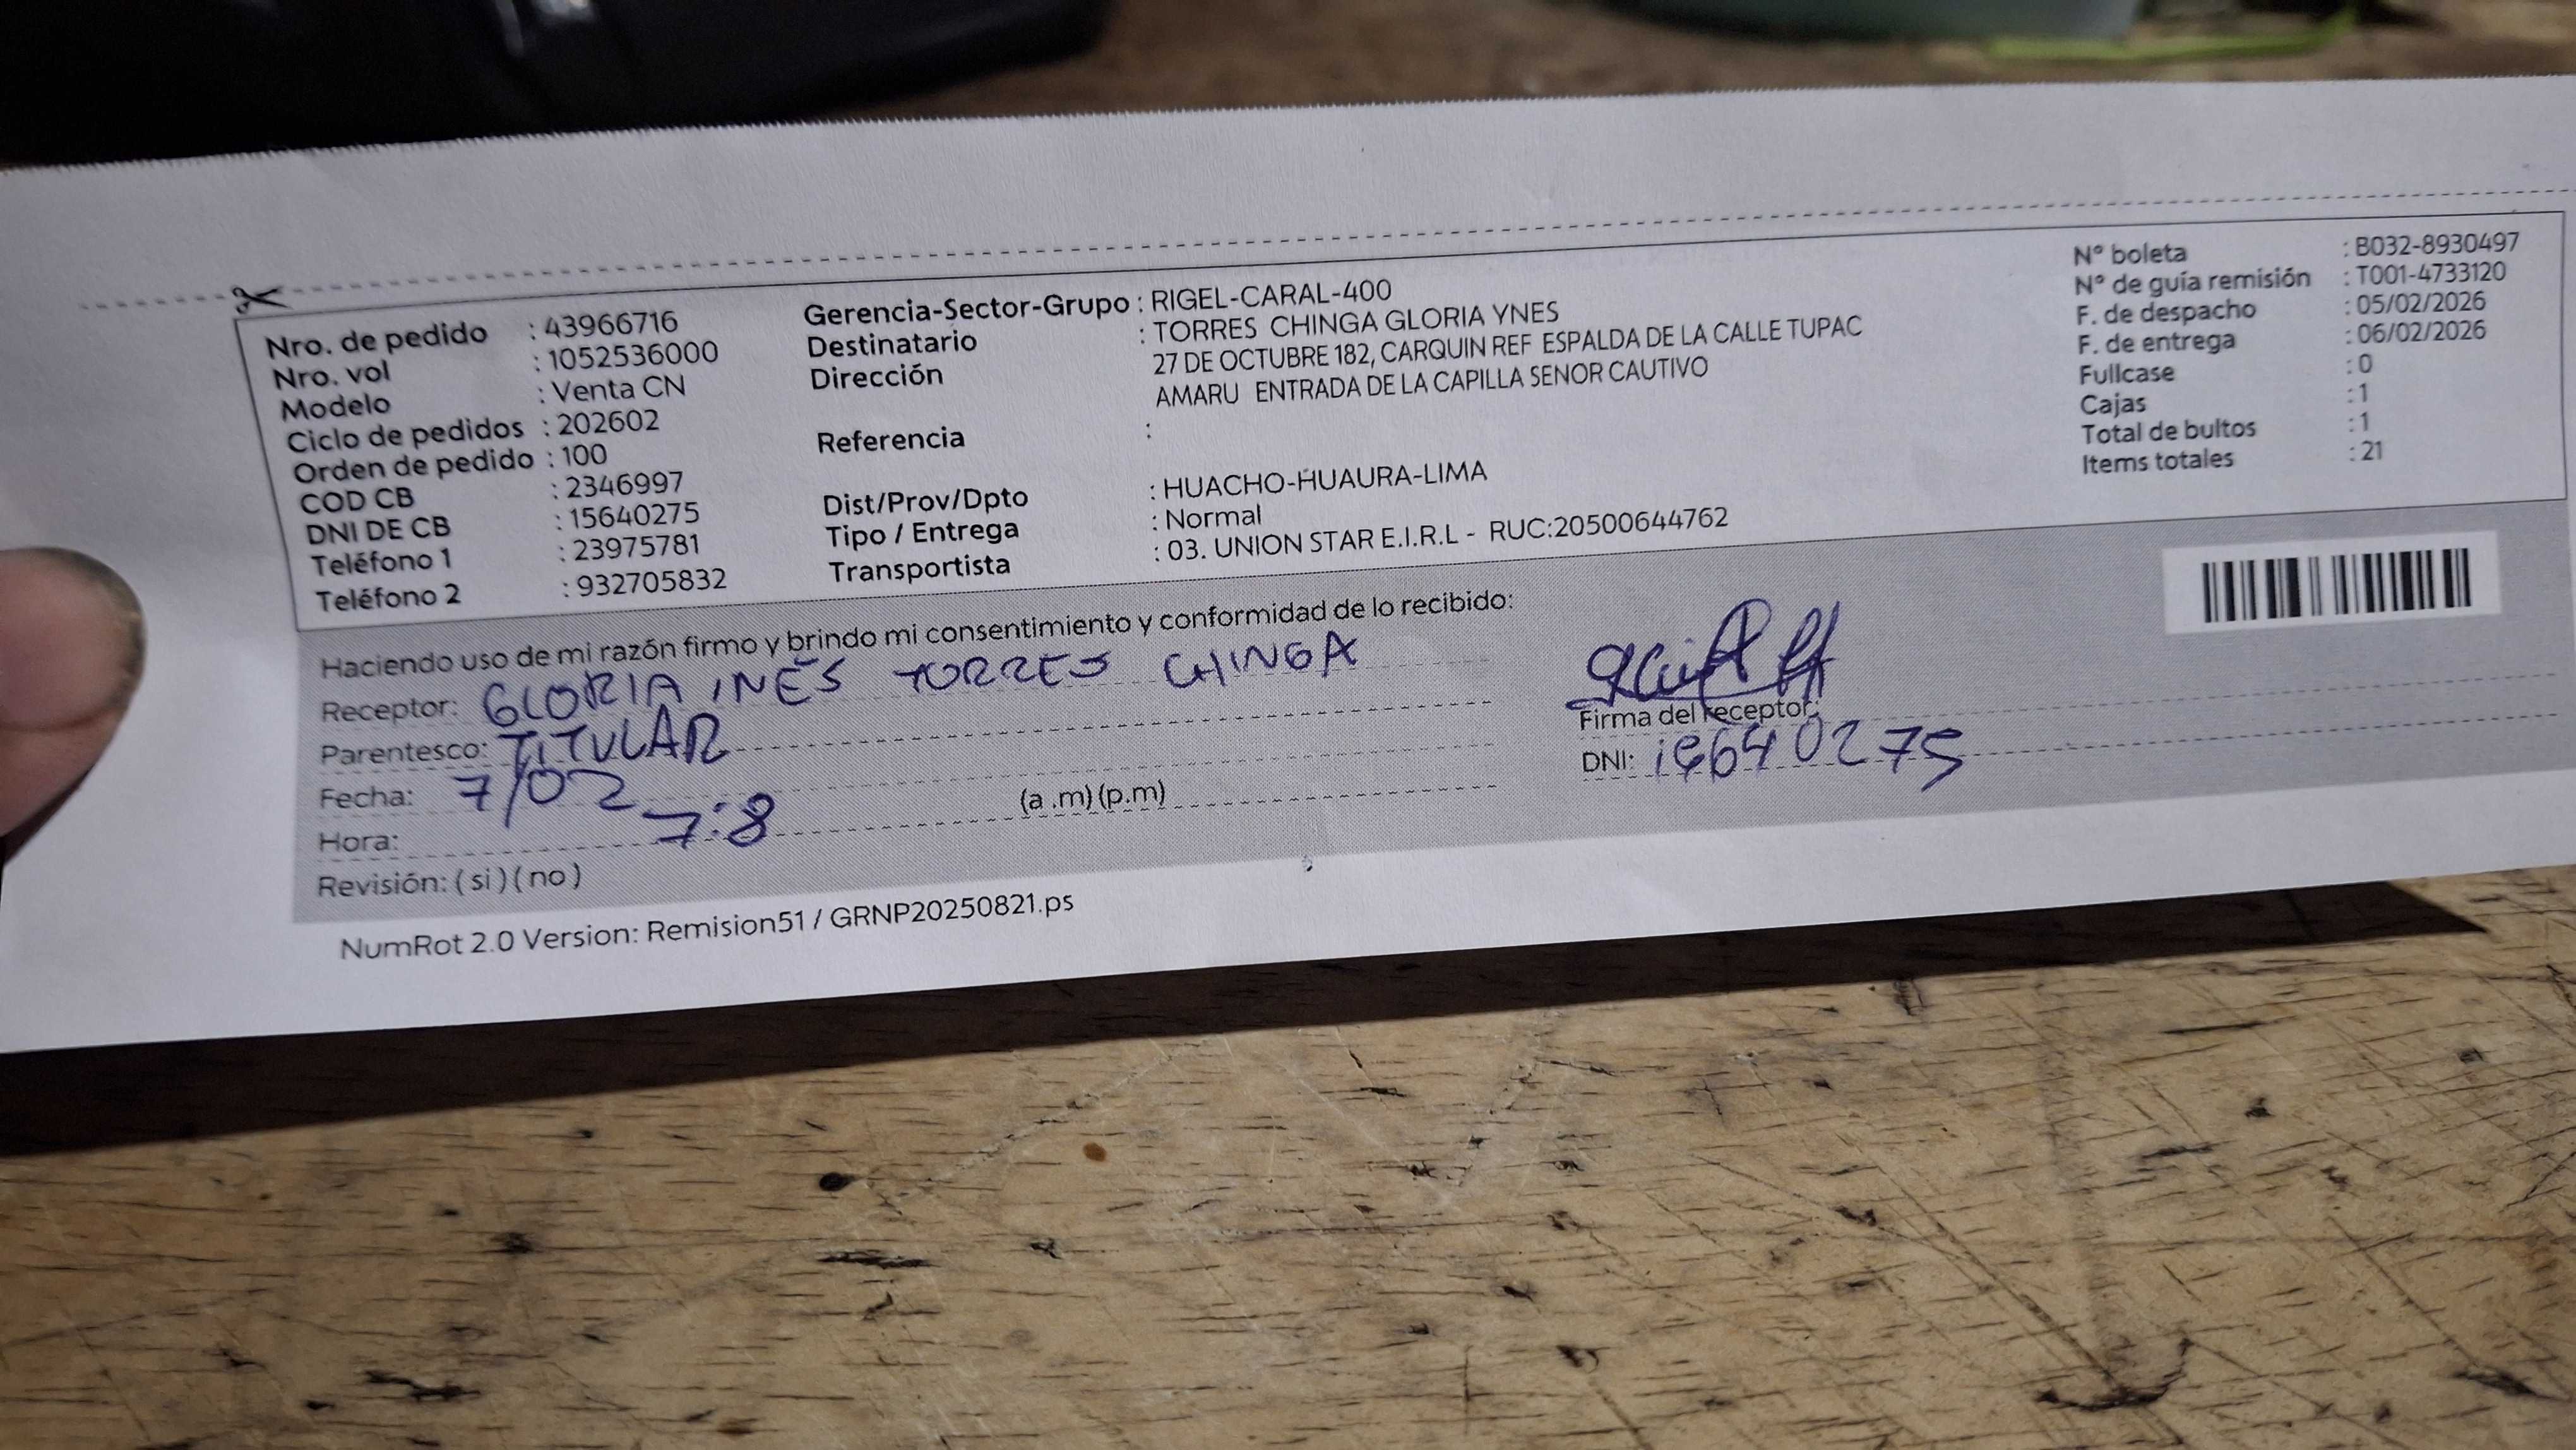 Nro. de pedido : 43966716
Nro. vol : 1052536000
Modelo : Venta CN
Ciclo de pedidos : 202602
Orden de pedido : 100
COD CB : 2346997
DNI DE CB : 15640275
Teléfono 1 : 23975781
Teléfono 2 : 932705832
Gerencia-Sector-Grupo : RIGEL-CARAL-400
Destinatario : TORRES CHINGA GLORIA YNES
Dirección 27 DE OCTUBRE 182, CARQUIN REF ESPALDA DE LA CALLE TUPAC
AMARU ENTRADA DE LA CAPILLA SENOR CAUTIVO
Referencia :
Dist/Prov/Dpto : HUACHO-HUAURA-LIMA
Tipo / Entrega : Normal
Transportista : 03. UNION STAR E.I.R.L - RUC:20500644762
N° boleta : B032-8930497
N° de guía remisión : T001-4733120
F. de despacho : 05/02/2026
F. de entrega : 06/02/2026
Fullcase : 0
Cajas : 1
Total de bultos : 1
Items totales : 21
Haciendo uso de mi razón firmo y brindo mi consentimiento y conformidad de lo recibido:
Receptor: GLORIA INÉS TORRES CHINGA
Parentesco: TITULAR
Fecha: 7/02
Hora: 7:8 (a .m) (p.m)
Revisión: ( si ) ( no )
Firma del receptor:
DNI: 15640275
NumRot 2.0 Version: Remision51 / GRNP20250821.ps